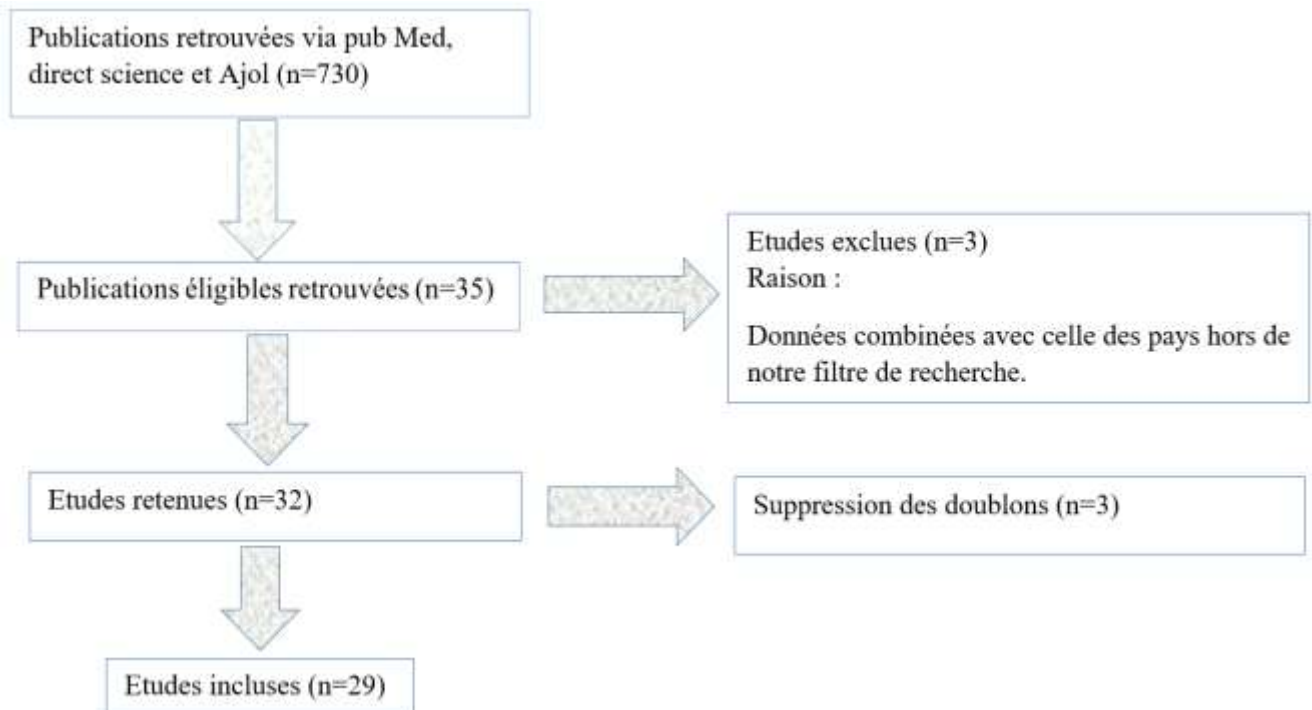 Publications retrouvées via pub Med,
direct science et Ajol (n=730)
Publications éligibles retrouvées (n=35)
Etudes exclues (n=3)
Raison :
Données combinées avec celle des pays hors de
notre filtre de recherche.
Etudes retenues (n=32)
Suppression des doublons (n=3)
Etudes incluses (n=29)